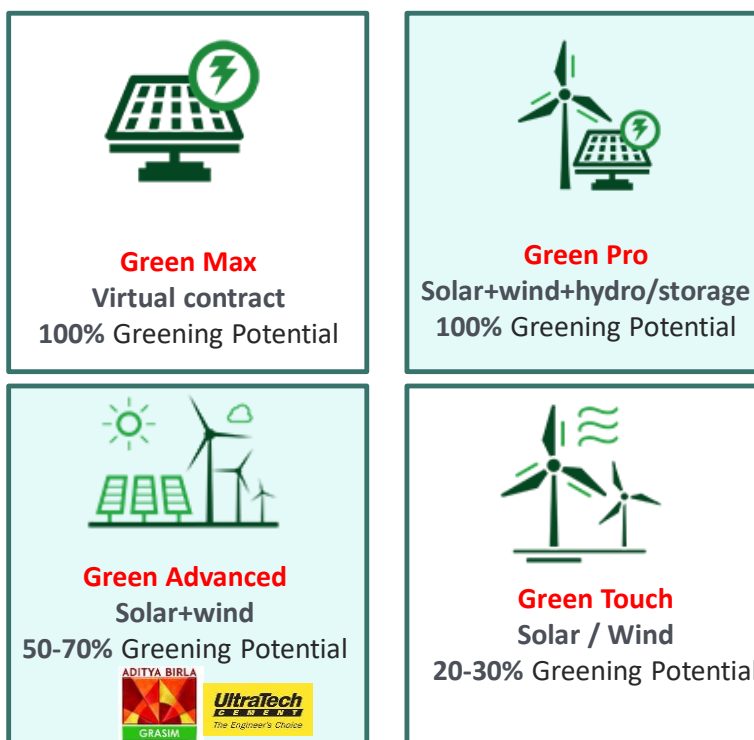 Green Max
Virtual contract
100% Greening Potential
Green Pro
Solar+wind+hydro/storage
100% Greening Potential
Green Advanced
Solar+wind
50-70% Greening Potential
ADITYA BIRLA
GRASIM
UltraTech
CEMENT
The Engineer's Choice
Green Touch
Solar / Wind
20-30% Greening Potential